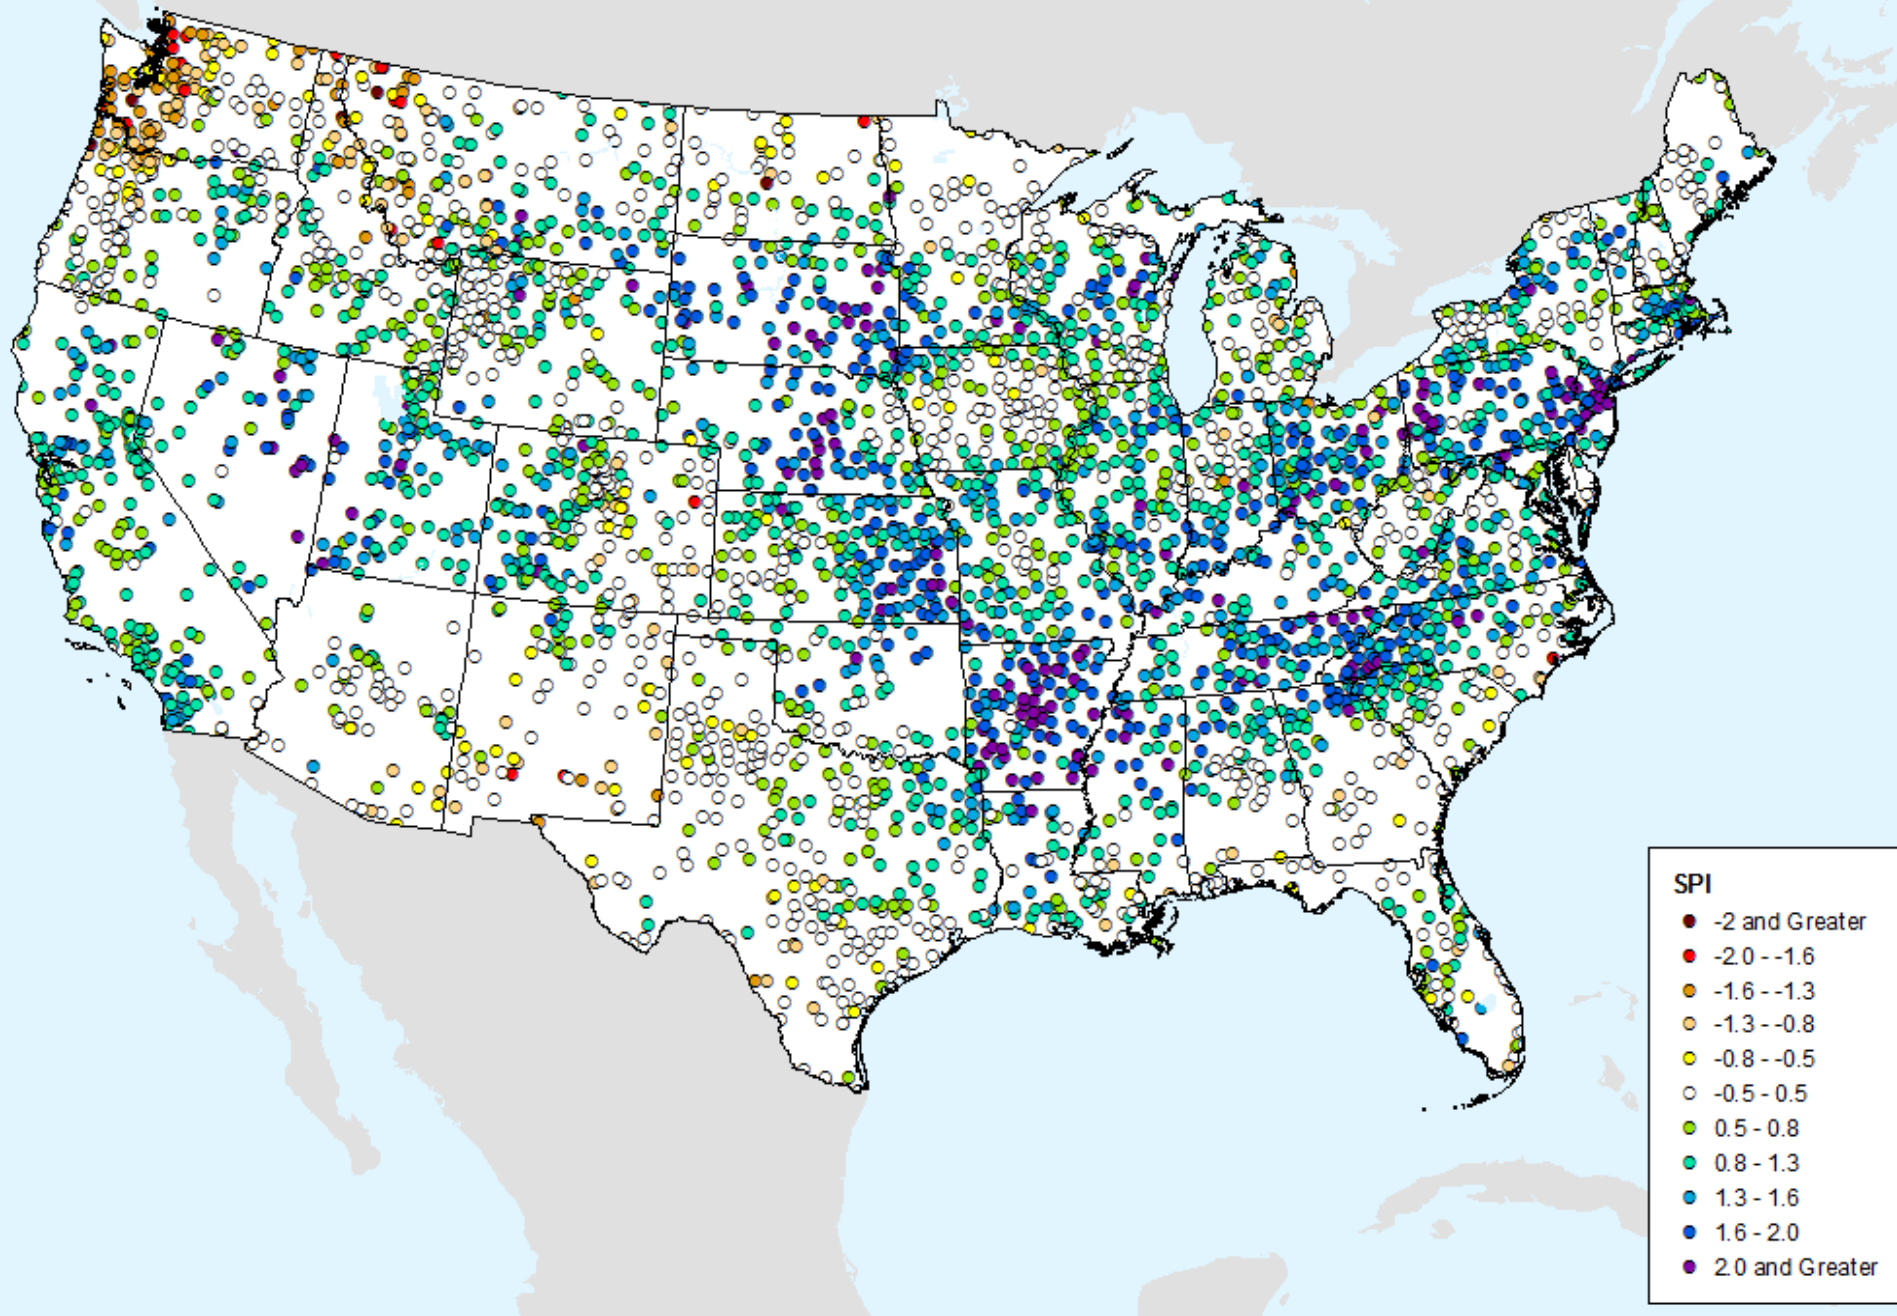 SPI
-2 and Greater
-2.0 - -1.6
-1.6 - -1.3
-1.3 - -0.8
-0.8 - -0.5
-0.5 - 0.5
0.5 - 0.8
0.8 - 1.3
1.3 - 1.6
1.6 - 2.0
2.0 and Greater